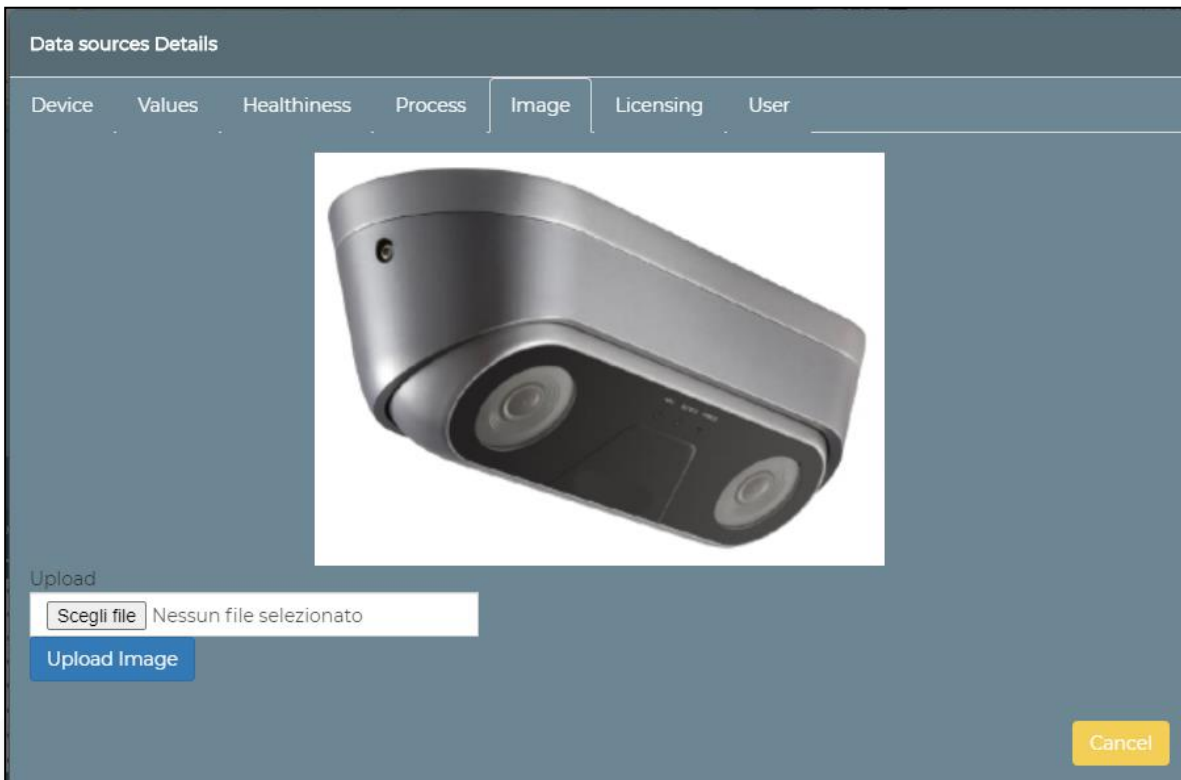 Data sources Details
Device Values Healthiness Process Image Licensing User
Upload
Scegli file Nessun file selezionato
Upload Image
Cancel